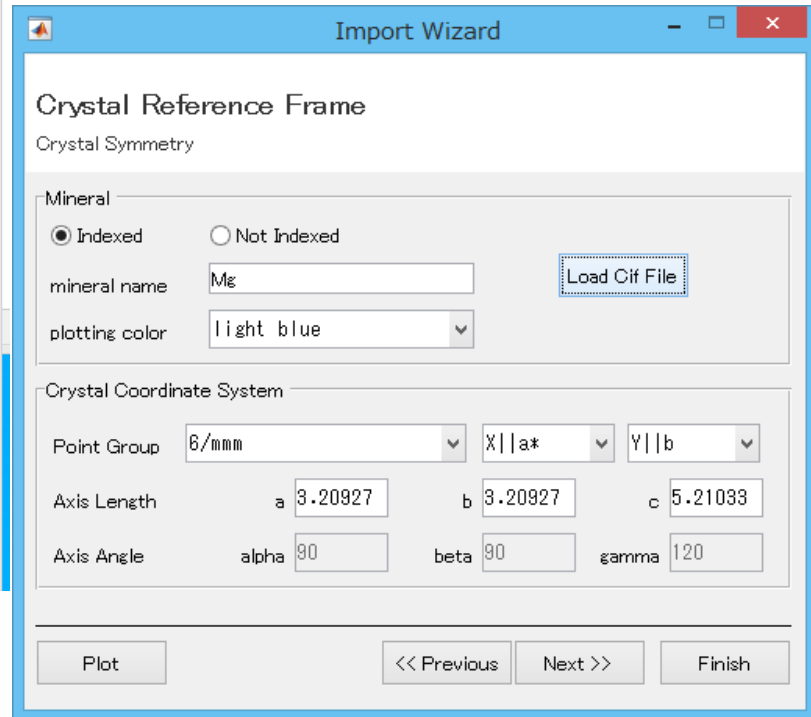 Import Wizard
Crystal Reference Frame
Crystal Symmetry
Mineral
Indexed Not Indexed
mineral name Mg Load Cif File
plotting color light blue
Crystal Coordinate System
Point Group 6/mmm X||a* Y||b
Axis Length a 3.20927 b 3.20927 c 5.21033
Axis Angle alpha 90 beta 90 gamma 120
Plot << Previous Next >> Finish